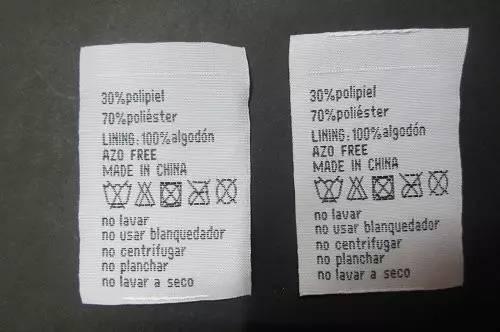 30%polipiel
70%poliéster
LINING:100%algodón
AZO FREE
MADE IN CHINA
no lavar
no usar blanquedador
no centrifugar
no planchar
no lavar a seco
30%polipiel
70%poliéster
LINING:100%algodón
AZO FREE
MADE IN CHINA
no lavar
no usar blanquedador
no centrifugar
no planchar
no lavar a seco